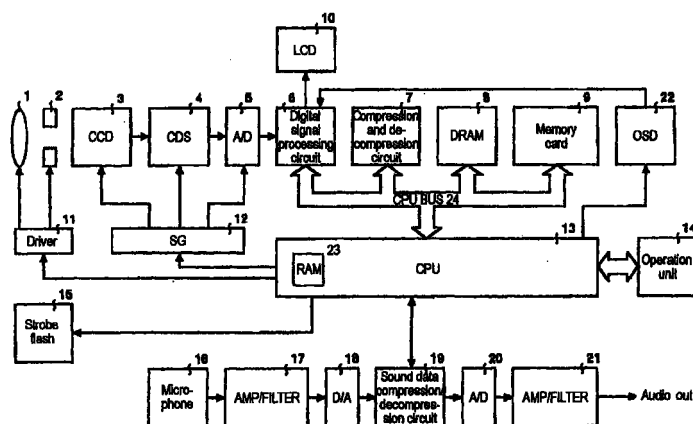 10
LCD
1
2
3
4
5
6
7
8
9
22
CCD
CDS
A/D
Digital
signal
processing
circuit
Compression
and de-
compression
circuit
DRAM
Memory
card
OSD
CPU BUS 24
11
12
13
14
Driver
SG
23
RAM
CPU
Operation
unit
15
Strobe
flash
16
17
18
19
20
21
Micro-
phone
AMP/FILTER
D/A
Sound data
compression/
decompres-
sion circuit
A/D
AMP/FILTER
Audio out